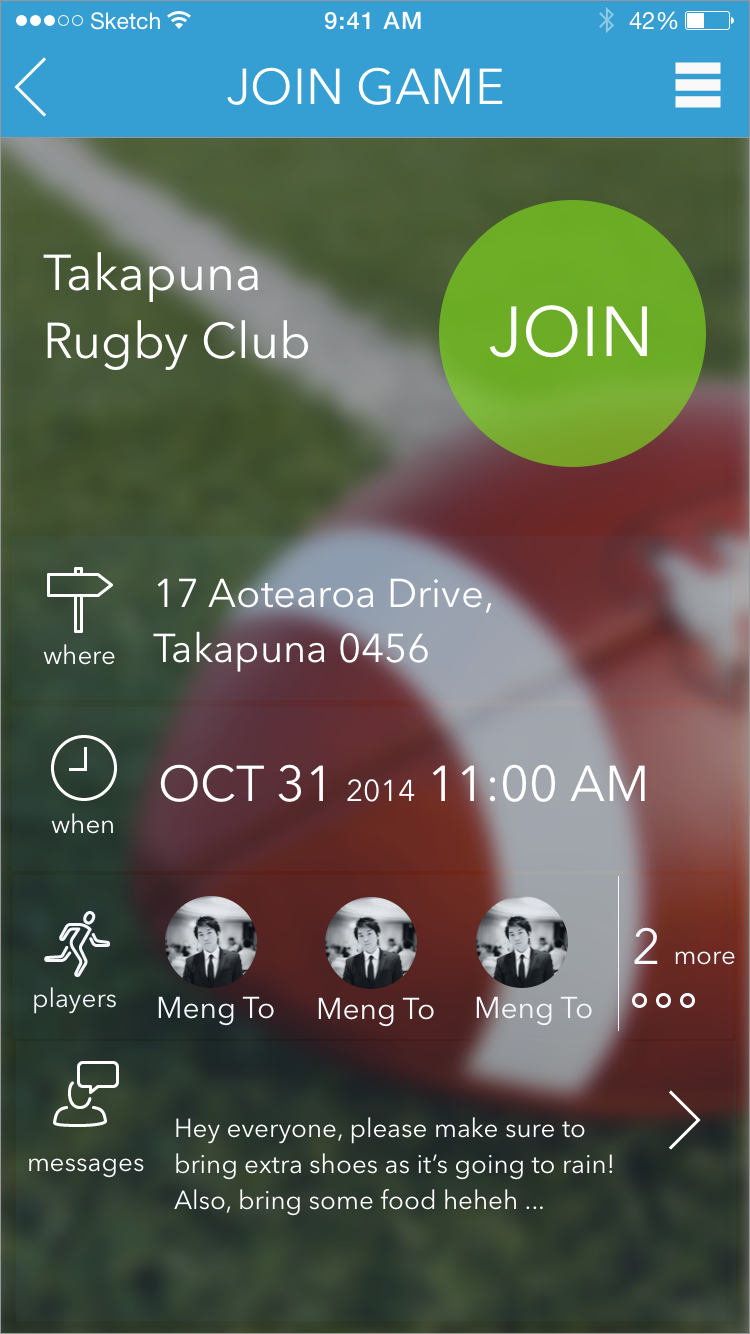 Sketch 9:41 AM 42%
JOIN GAME
Takapuna
Rugby Club
JOIN
17 Aotearoa Drive,
Takapuna 0456
where
OCT 31 2014 11:00 AM
when
2 more
players
Meng To Meng To Meng To
Hey everyone, please make sure to
messages
bring extra shoes as it’s going to rain!
Also, bring some food heheh ...